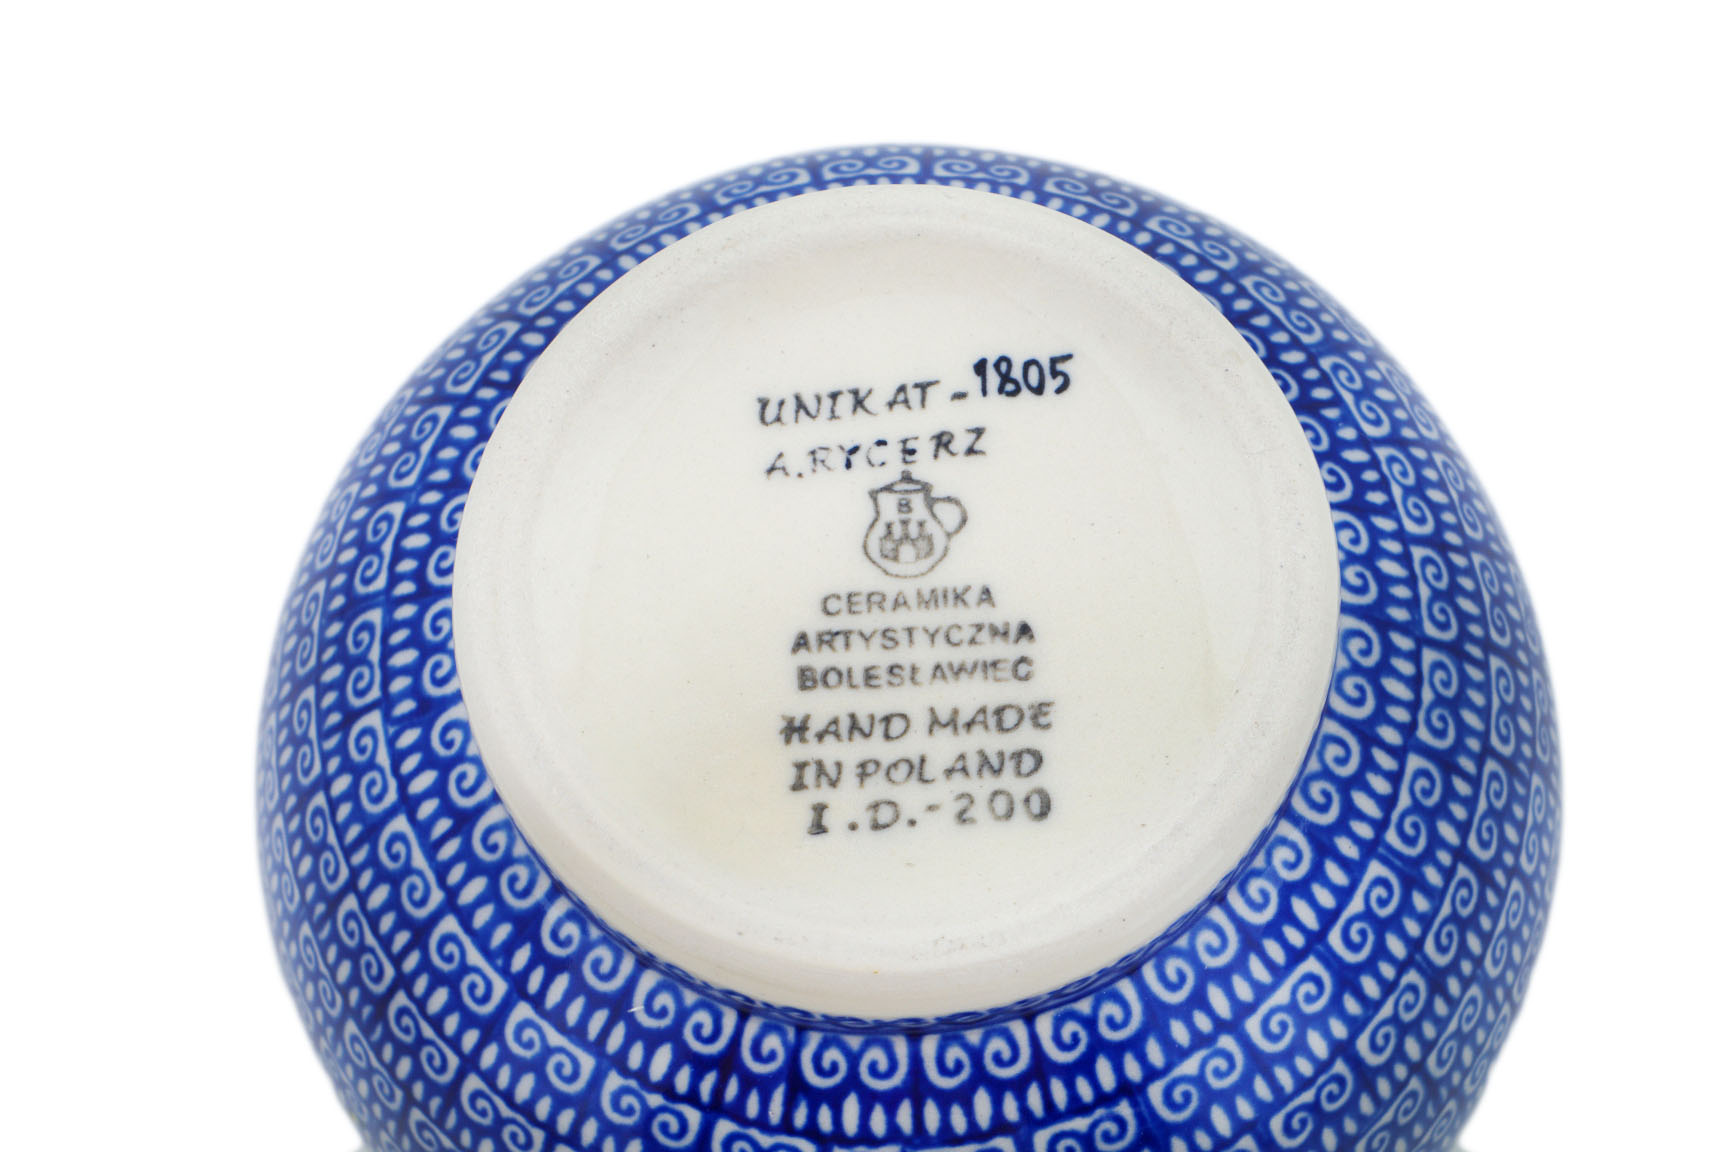 UNIKAT-1805
A.RYCERZ
B
CERAMIKA
ARTYSTYCZNA
BOLESŁAWIEC
HAND MADE
IN POLAND
I.D.-200